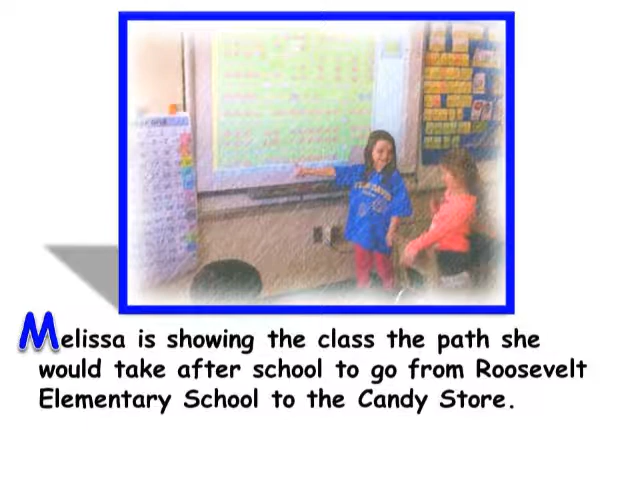 Melissa is showing the class the path she
would take after school to go from Roosevelt
Elementary School to the Candy Store.